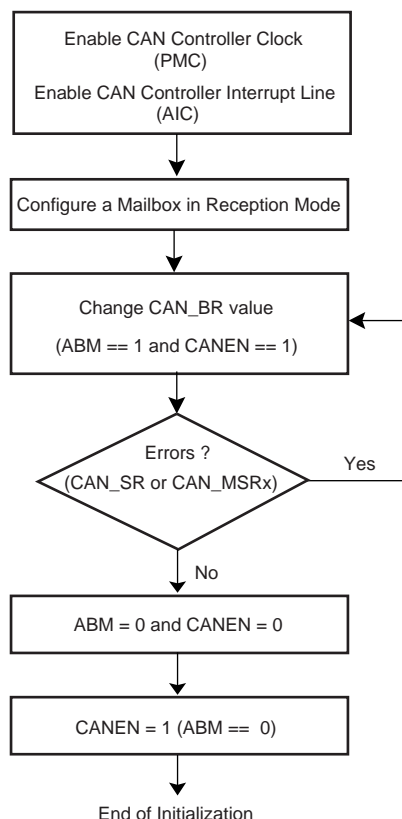 Enable CAN Controller Clock
(PMC)
Enable CAN Controller Interrupt Line
(AIC)
Configure a Mailbox in Reception Mode
Change CAN_BR value
(ABM == 1 and CANEN == 1)
Errors ?
(CAN_SR or CAN_MSRx)
Yes
No
ABM = 0 and CANEN = 0
CANEN = 1 (ABM == 0)
End of Initialization